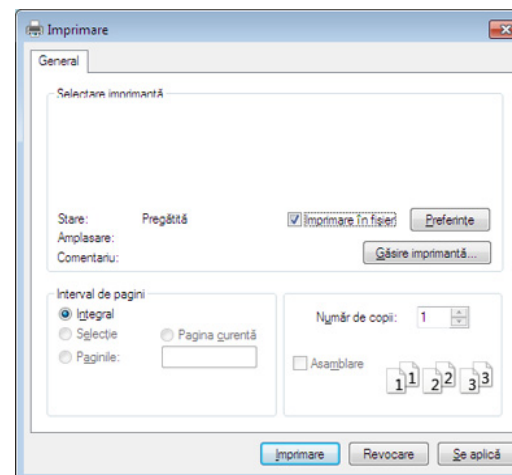 Imprimare
General
Selectare imprimantă
Stare: Pregătită
Imprimare în fișier Preferințe
Amplasare:
Comentariu: Găsire imprimantă...
Interval de pagini
Integral
Selecție Pagina curentă
Paginile:
Număr de copii: 1
Asamblare
1 1 2 2 3 3
Imprimare Revocare Se aplică